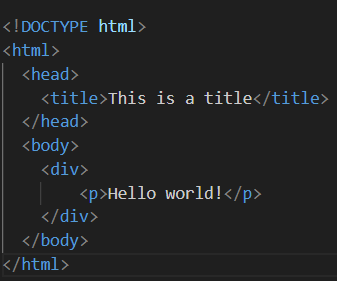 <!DOCTYPE html>
<html>
  <head>
    <title>This is a title</title>
  </head>
  <body>
    <div>
        <p>Hello world!</p>
    </div>
  </body>
</html>